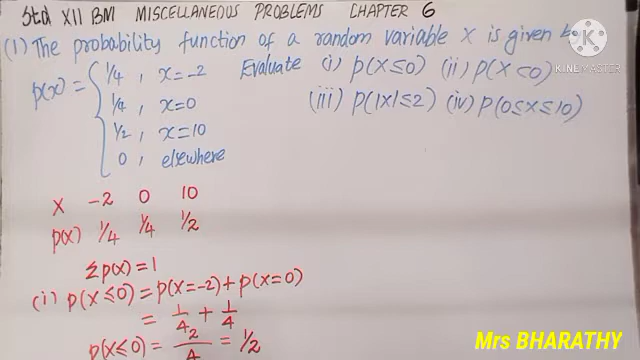 Std XII BM MISCELLANEOUS PROBLEMS CHAPTER 6
(1) The probability function of a random variable X is given by
p(x) = { 1/4 , x = -2 Evaluate (i) P(X ≤ 0) (ii) P(X < 0)
1/4 , x = 0 (iii) P(|X| ≤ 2) (iv) P(0 ≤ X ≤ 10)
1/2 , x = 10
0 , elsewhere
KINEMASTER
X -2 0 10
p(x) 1/4 1/4 1/2
Σp(x) = 1
(i) P(X ≤ 0) = P(X = -2) + P(X = 0)
= 1/4 + 1/4
P(X ≤ 0) = 2/4 = 1/2
Mrs BHARATHY